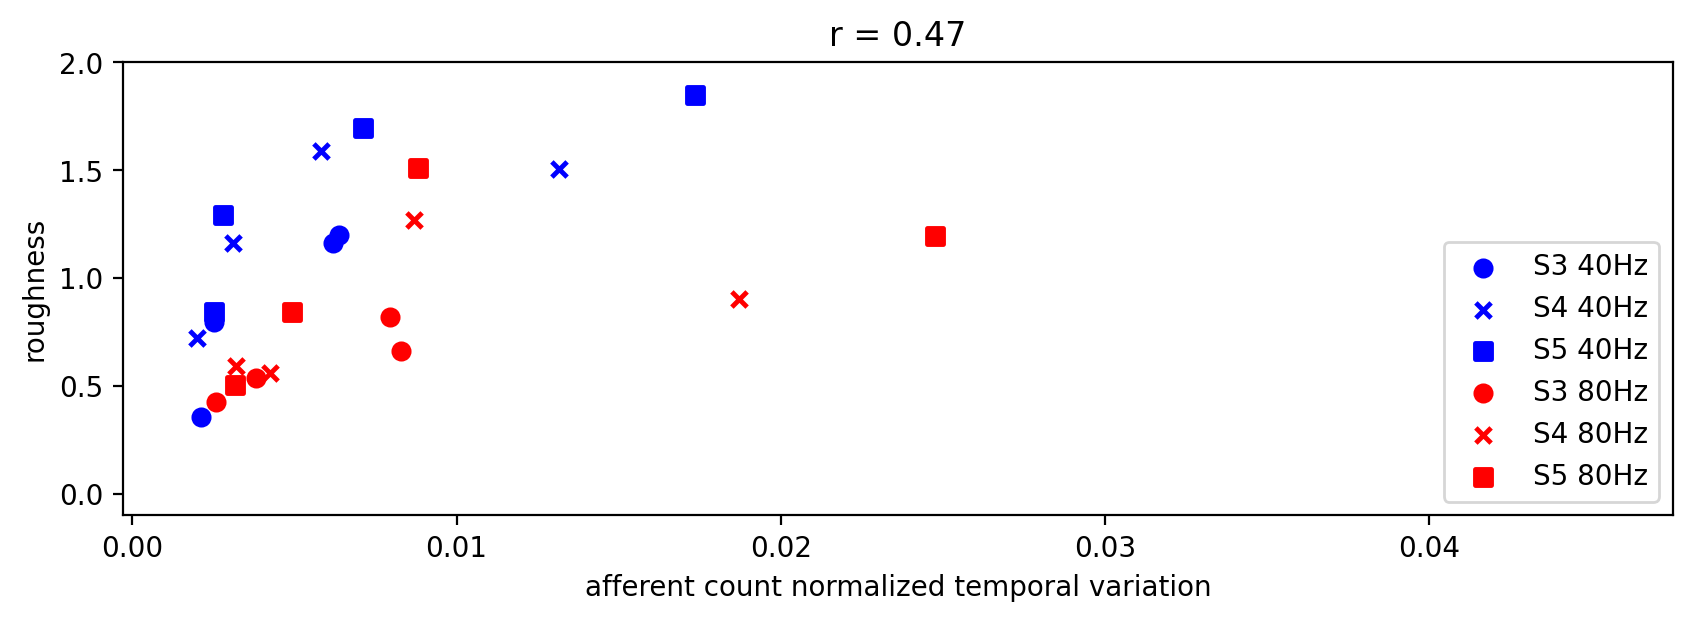 r = 0.47
2.0
1.5
1.0
0.5
0.0
roughness
S3 40Hz
S4 40Hz
S5 40Hz
S3 80Hz
S4 80Hz
S5 80Hz
0.00 0.01 0.02 0.03 0.04
afferent count normalized temporal variation